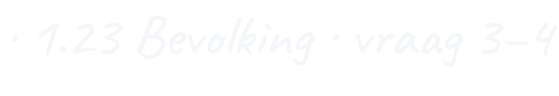 · 1.23 Bevolking · vraag 3–4